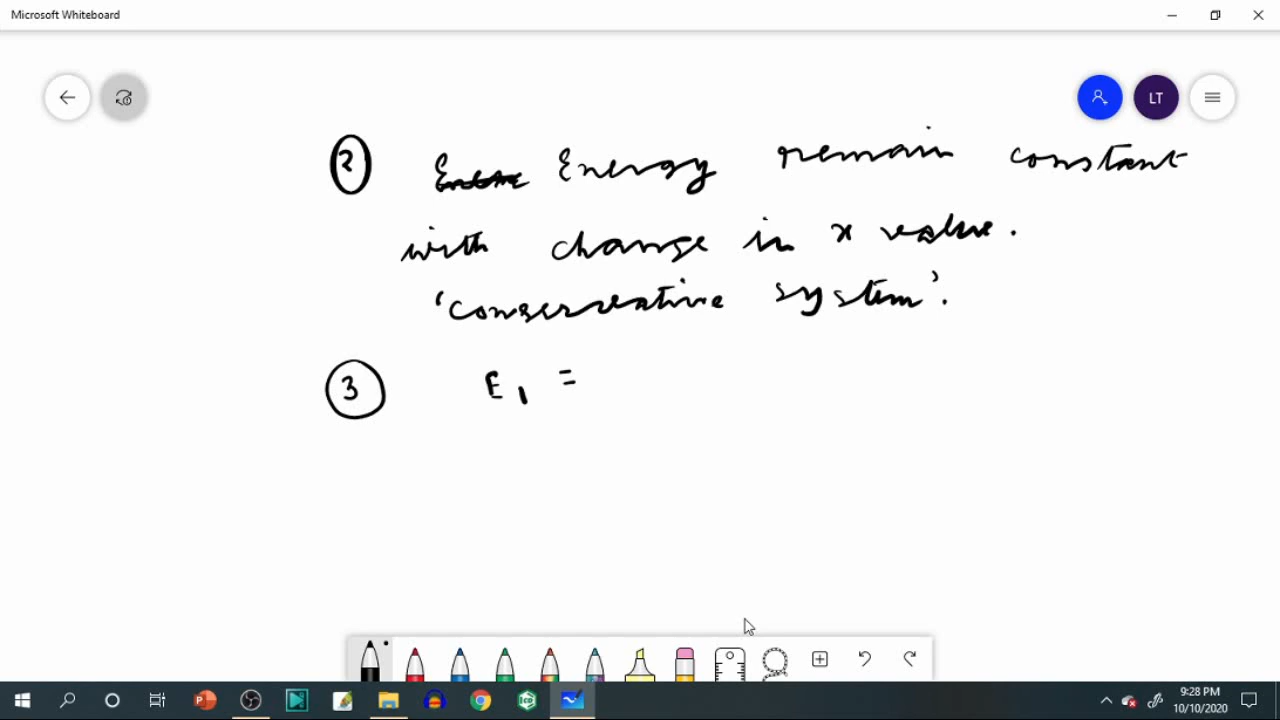 Microsoft Whiteboard
LT
② Energy remain constant
with change in x value.
'conservative system'.
③ E₁ =
9:28 PM
10/10/2020